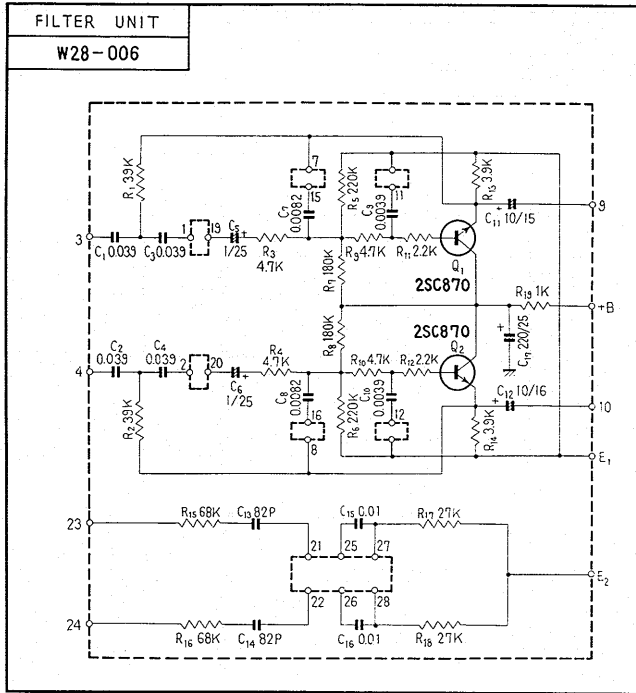 FILTER UNIT
W28-006
R1 39K
7
15
C7 0.0082
R5 220K
11
C9 0.0039
R13 3.9K
C11 10/15
9
3
C1 0.039
C3 0.039
1
19
C5 1/25
R3 4.7K
R9 4.7K
R11 2.2K
Q1
2SC870
R7 180K
R19 1K
+B
R8 180K
2SC870
Q2
C17 220/25
C2 0.039
C4 0.039
4
2
20
C6 1/25
R4 4.7K
R10 4.7K
R12 2.2K
C12 10/16
10
R2 39K
C8 0.0082
16
8
R6 220K
C10 0.0039
12
R14 3.9K
E1
23
R15 68K
C13 82P
C15 0.01
R17 27K
21
25
27
E2
22
26
28
24
R16 68K
C14 82P
C16 0.01
R18 27K